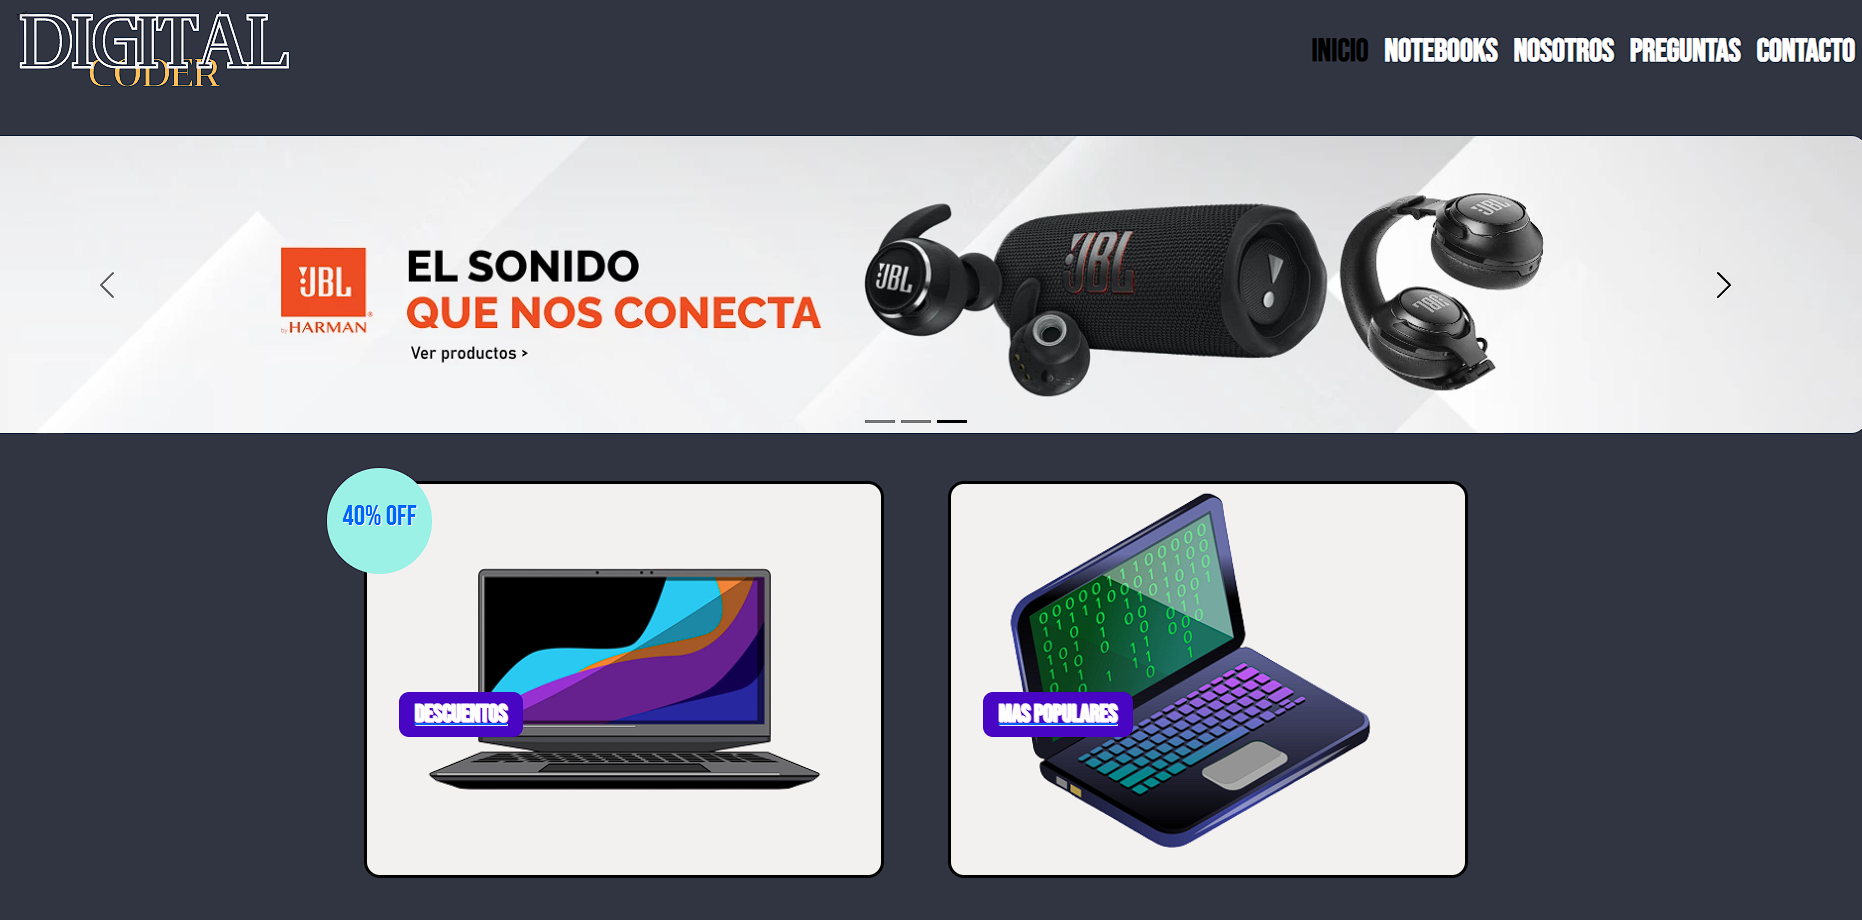 DIGITAL
CODER
INICIO NOTEBOOKS NOSOTROS PREGUNTAS CONTACTO
JBL
by HARMAN
EL SONIDO
QUE NOS CONECTA
Ver productos >
JBL
JBL
JBL
JBL
40% OFF
DESCUENTOS
MAS POPULARES